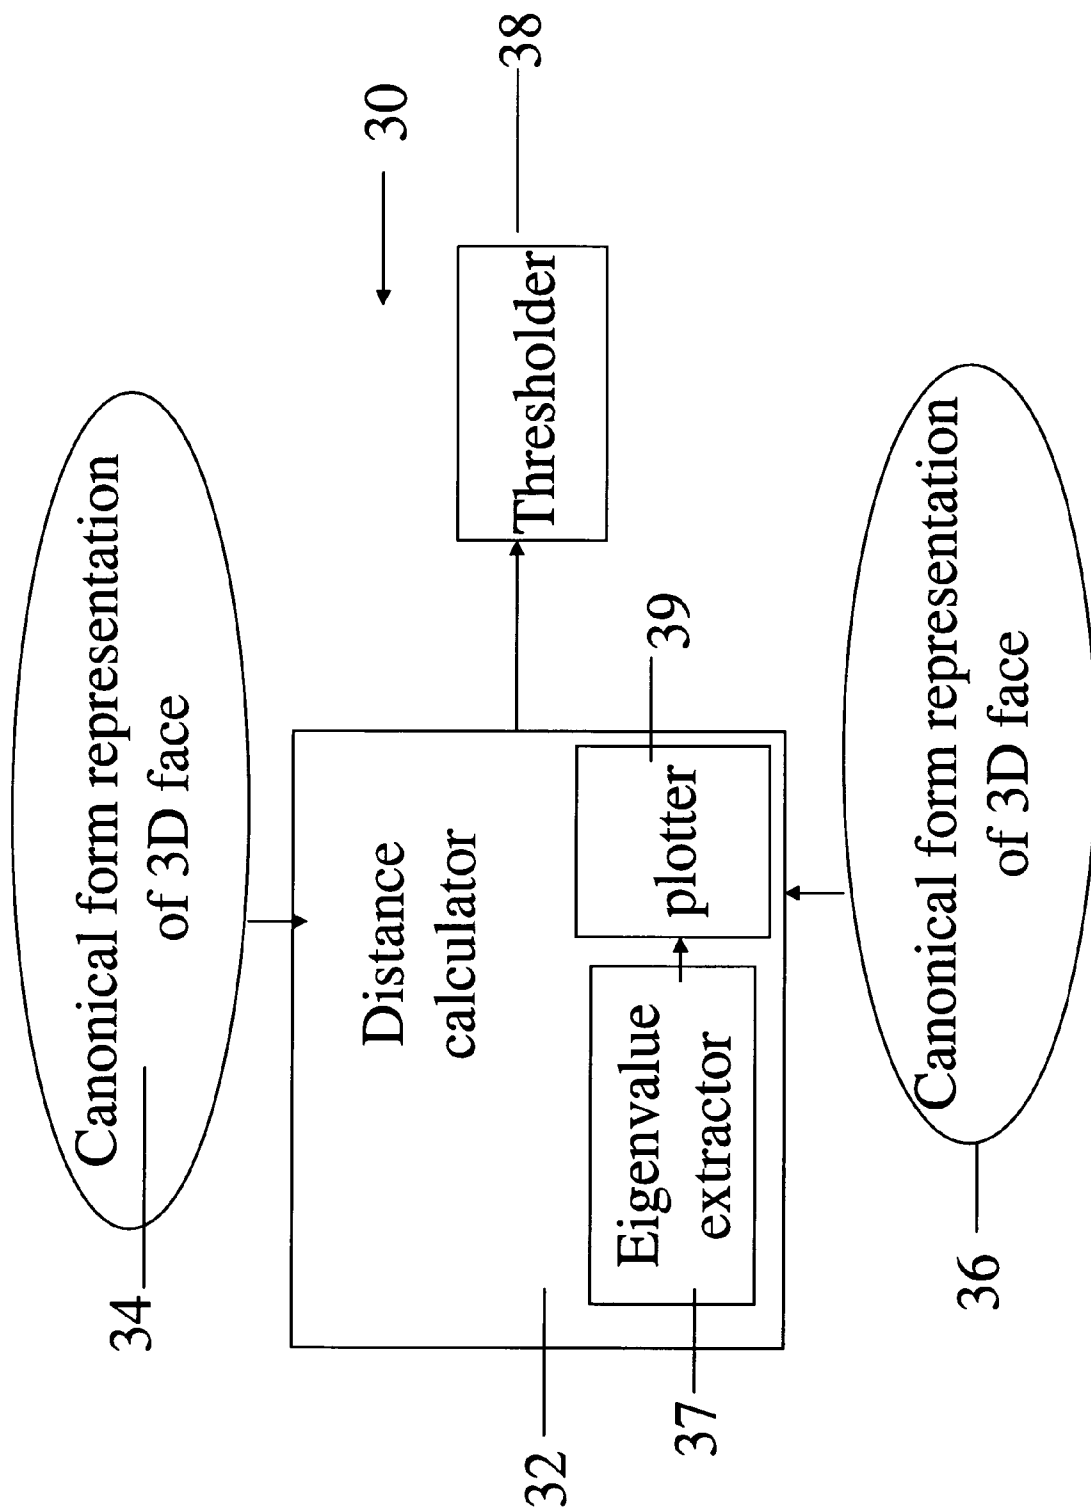 34
Canonical form representation
of 3D face
30
Distance
calculator
32
Thresholder
38
Eigenvalue
extractor
37
plotter
39
Canonical form representation
of 3D face
36